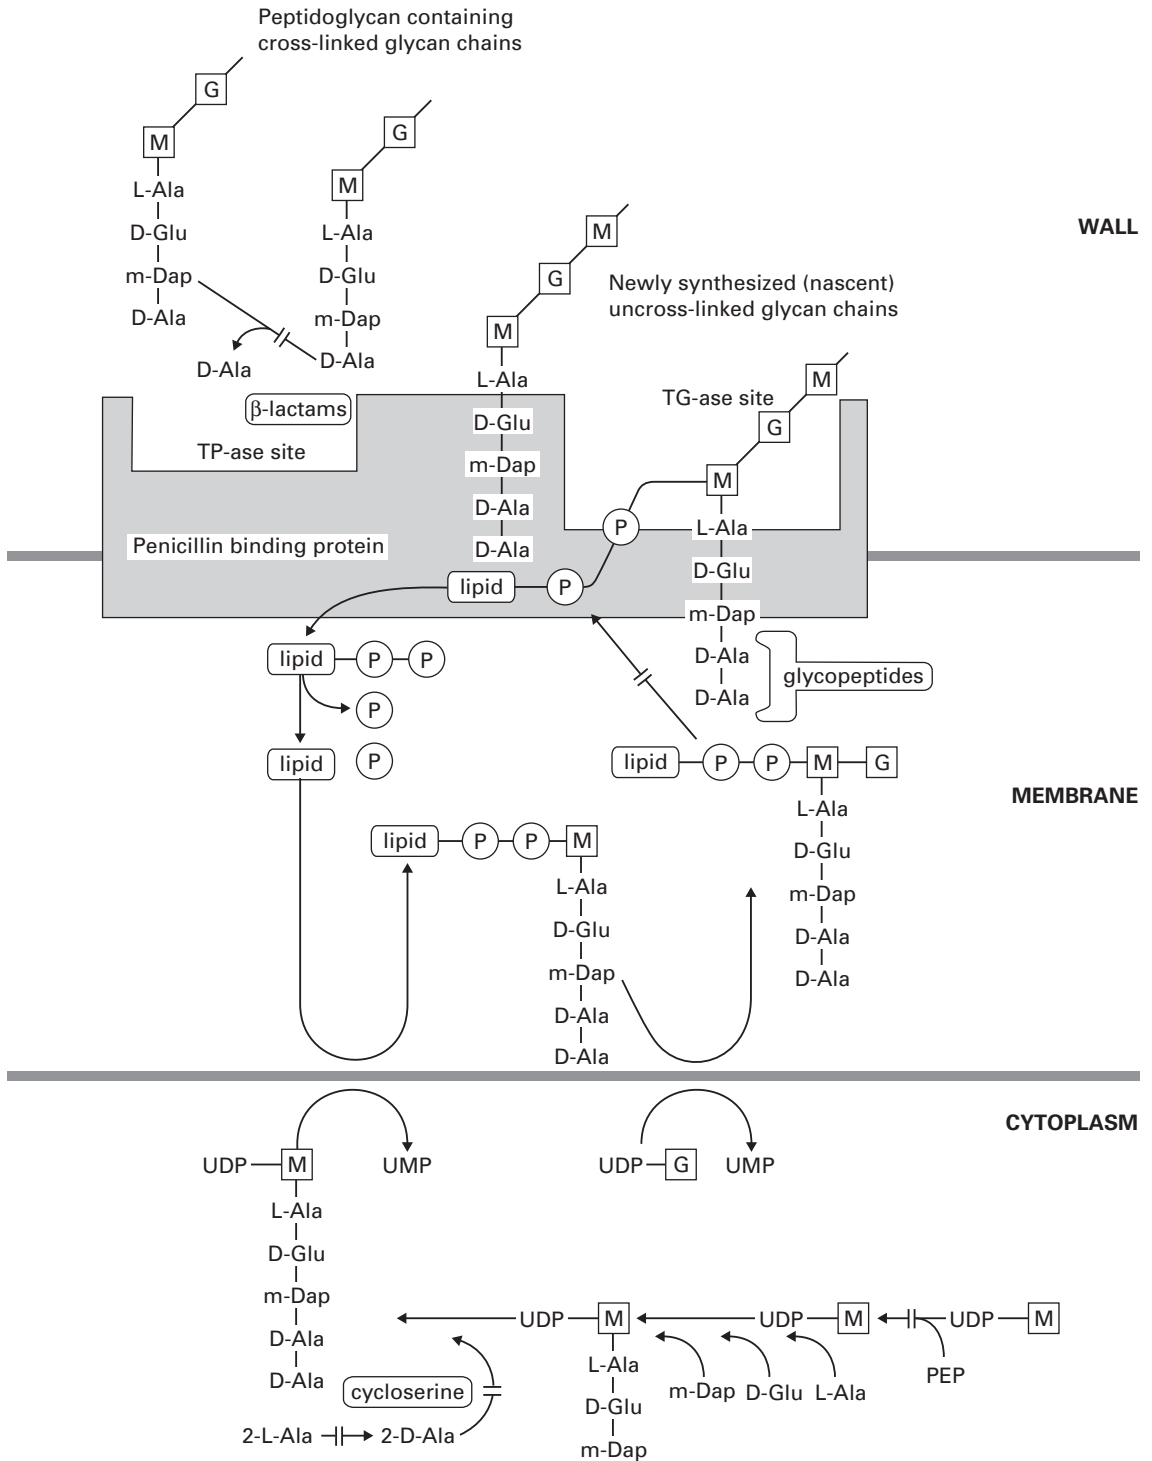 Peptidoglycan containing
cross-linked glycan chains
G
M
L-Ala
D-Glu
m-Dap
D-Ala
D-Ala
G
M
L-Ala
D-Glu
m-Dap
D-Ala
WALL
M
G
M
L-Ala
D-Glu
m-Dap
D-Ala
D-Ala
Newly synthesized (nascent)
uncross-linked glycan chains
β-lactams
TP-ase site
Penicillin binding protein
TG-ase site
M
G
M
L-Ala
D-Glu
m-Dap
D-Ala
D-Ala
P
lipid
P
glycopeptides
lipid
P
P
P
lipid
P
lipid
P
P
M
G
L-Ala
D-Glu
m-Dap
D-Ala
D-Ala
MEMBRANE
lipid
P
P
M
L-Ala
D-Glu
m-Dap
D-Ala
D-Ala
CYTOPLASM
UDP
M
UMP
L-Ala
D-Glu
m-Dap
D-Ala
D-Ala
UDP
G
UMP
UDP
M
L-Ala
D-Glu
m-Dap
UDP
M
UDP
M
m-Dap
D-Glu
L-Ala
PEP
cycloserine
2-L-Ala
2-D-Ala